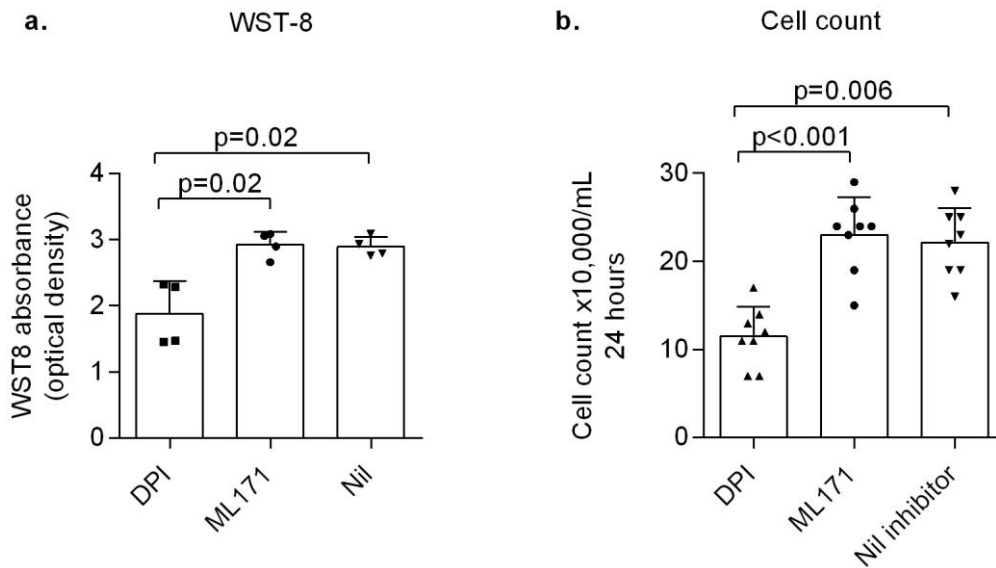 a.
WST-8
p=0.02
p=0.02
WST8 absorbance
(optical density)
4
3
2
1
0
DPI
ML171
Nil
b.
Cell count
p=0.006
p<0.001
Cell count x10,000/mL
24 hours
30
20
10
0
DPI
ML171
Nil inhibitor